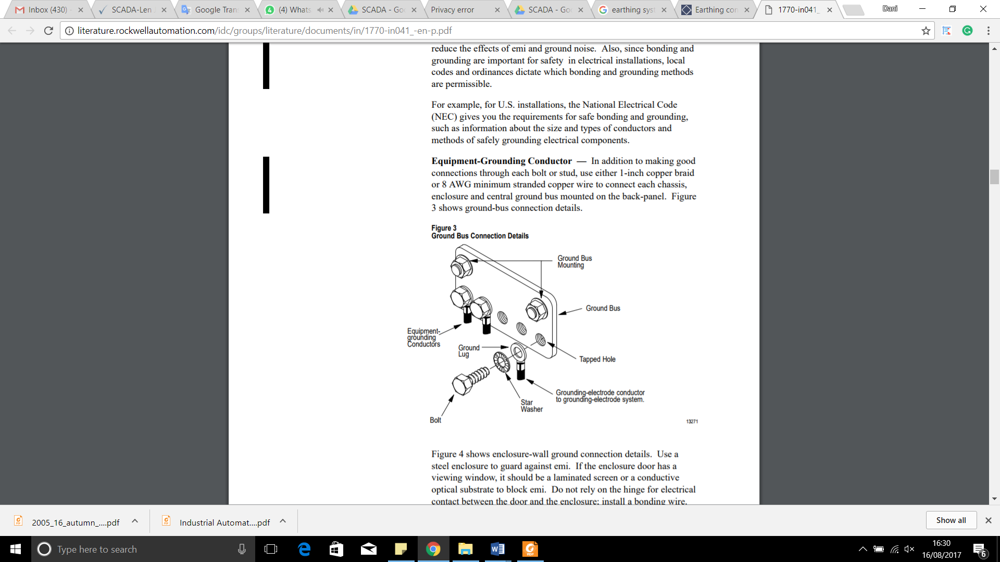 Inbox (430)
SCADA-Len
Google Tran
(4) Whats
SCADA - Go
Privacy error
SCADA - Go
earthing sys
Earthing con
1770-in041_
Dani
literature.rockwellautomation.com/idc/groups/literature/documents/in/1770-in041_-en-p.pdf
reduce the effects of emi and ground noise. Also, since bonding and
grounding are important for safety in electrical installations, local
codes and ordinances dictate which bonding and grounding methods
are permissible.
For example, for U.S. installations, the National Electrical Code
(NEC) gives you the requirements for safe bonding and grounding,
such as information about the size and types of conductors and
methods of safely grounding electrical components.
Equipment-Grounding Conductor — In addition to making good
connections through each bolt or stud, use either 1-inch copper braid
or 8 AWG minimum stranded copper wire to connect each chassis,
enclosure and central ground bus mounted on the back-panel. Figure
3 shows ground-bus connection details.
Figure 3
Ground Bus Connection Details
Ground Bus
Mounting
Ground Bus
Equipment-
grounding
Conductors
Ground
Lug
Tapped Hole
Grounding-electrode conductor
to grounding-electrode system.
Star
Washer
Bolt
13271
Figure 4 shows enclosure-wall ground connection details. Use a
steel enclosure to guard against emi. If the enclosure door has a
viewing window, it should be a laminated screen or a conductive
optical substrate to block emi. Do not rely on the hinge for electrical
contact between the door and the enclosure; install a bonding wire.
2005_16_autumn_....pdf
Industrial Automat....pdf
Show all
Type here to search
16:30
16/08/2017
6